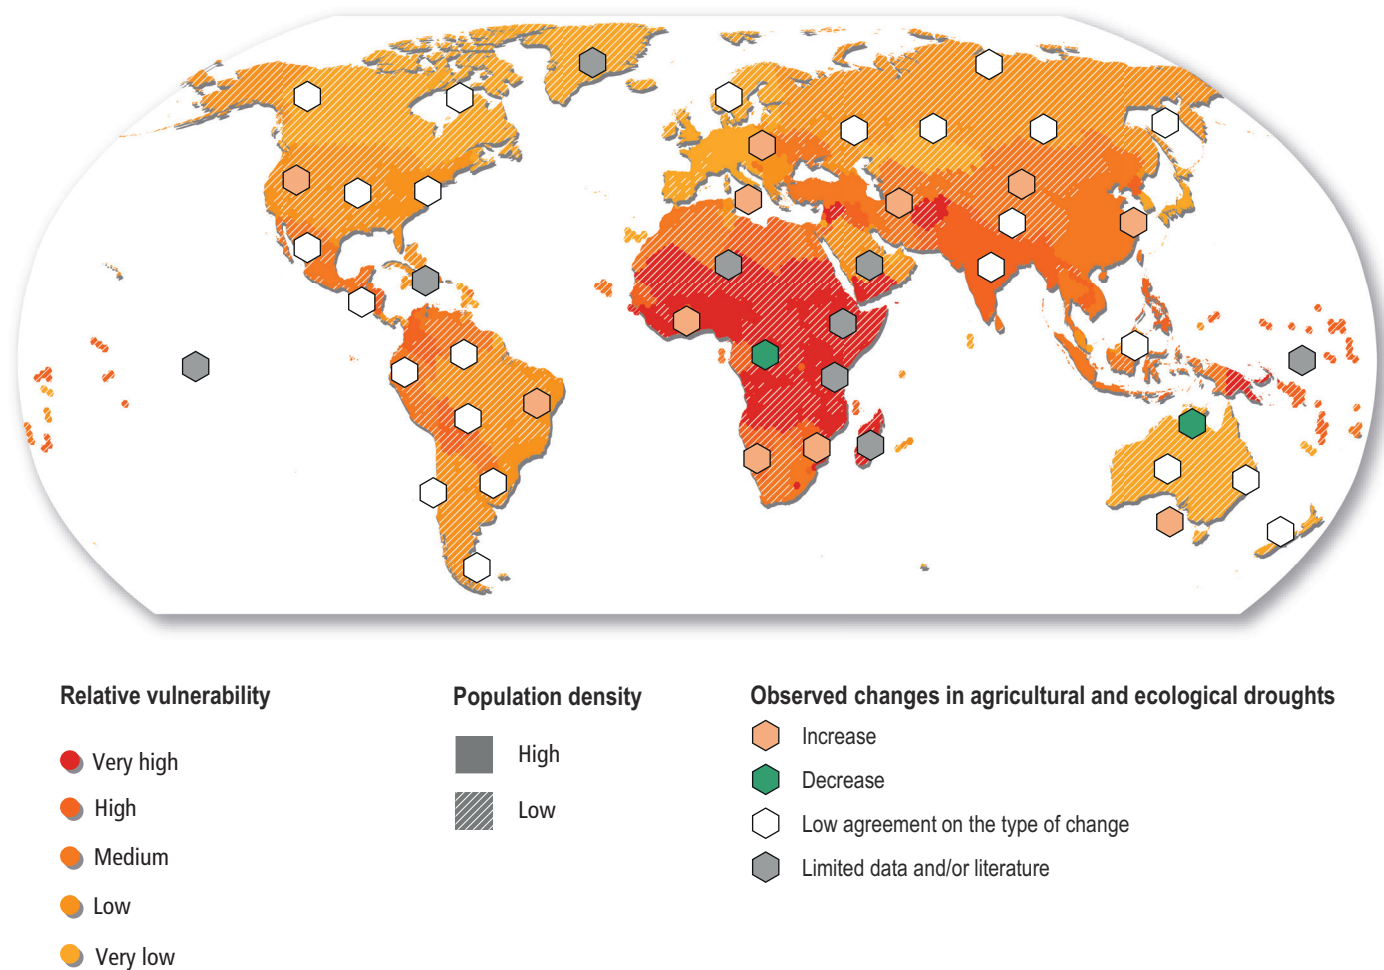 Relative vulnerability
Very high
High
Medium
Low
Very low
Population density
High
Low
Observed changes in agricultural and ecological droughts
Increase
Decrease
Low agreement on the type of change
Limited data and/or literature